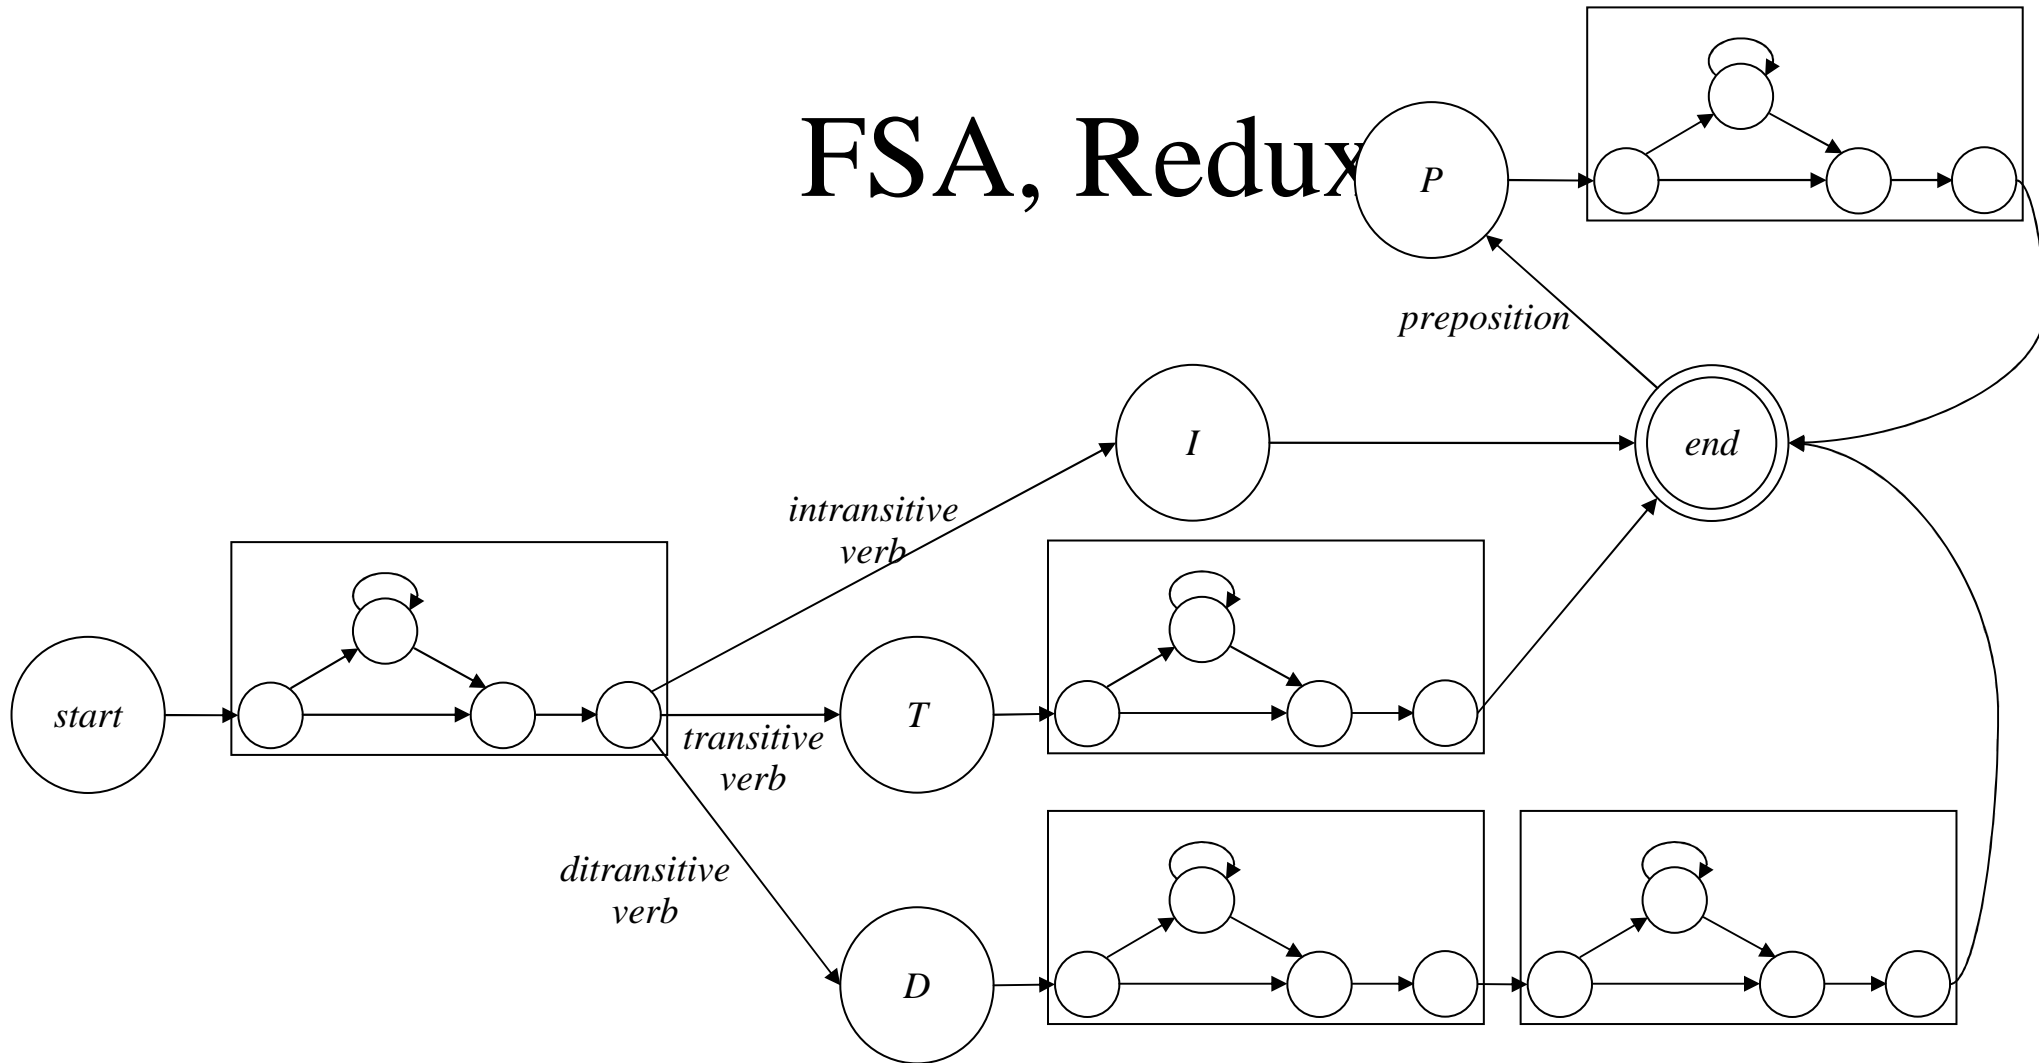 FSA, Redux
P
preposition
I
end
intransitive
verb
start
T
transitive
verb
ditransitive
verb
D